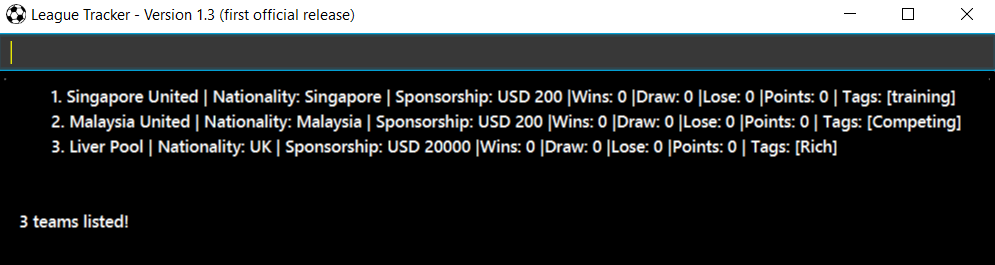 League Tracker - Version 1.3 (first official release)
1. Singapore United | Nationality: Singapore | Sponsorship: USD 200 |Wins: 0 |Draw: 0 |Lose: 0 |Points: 0 | Tags: [training]
2. Malaysia United | Nationality: Malaysia | Sponsorship: USD 200 |Wins: 0 |Draw: 0 |Lose: 0 |Points: 0 | Tags: [Competing]
3. Liver Pool | Nationality: UK | Sponsorship: USD 20000 |Wins: 0 |Draw: 0 |Lose: 0 |Points: 0 | Tags: [Rich]
3 teams listed!